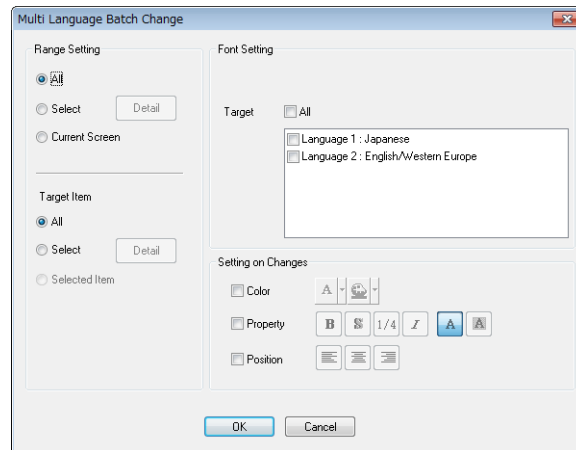 Multi Language Batch Change
Range Setting
All
Select Detail
Current Screen
Target Item
All
Select Detail
Selected Item
Font Setting
Target All
Language 1 : Japanese
Language 2 : English/Western Europe
Setting on Changes
Color A
Property B S 1/4 I A A
Position
OK Cancel